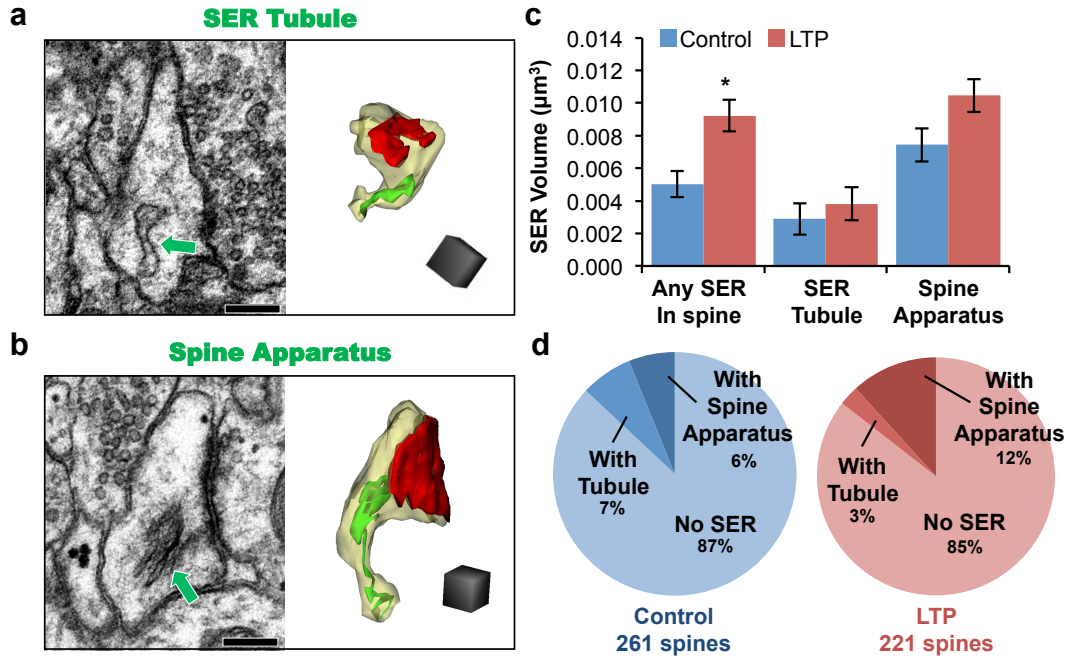 a
SER Tubule
b
Spine Apparatus
c
Control
LTP
SER Volume (µm³)
0.014
0.012
0.010
0.008
0.006
0.004
0.002
0.000
*
Any SER
In spine
SER
Tubule
Spine
Apparatus
d
With
Spine
Apparatus
6%
With
Tubule
7%
No SER
87%
Control
261 spines
With
Spine
Apparatus
12%
With
Tubule
3%
No SER
85%
LTP
221 spines